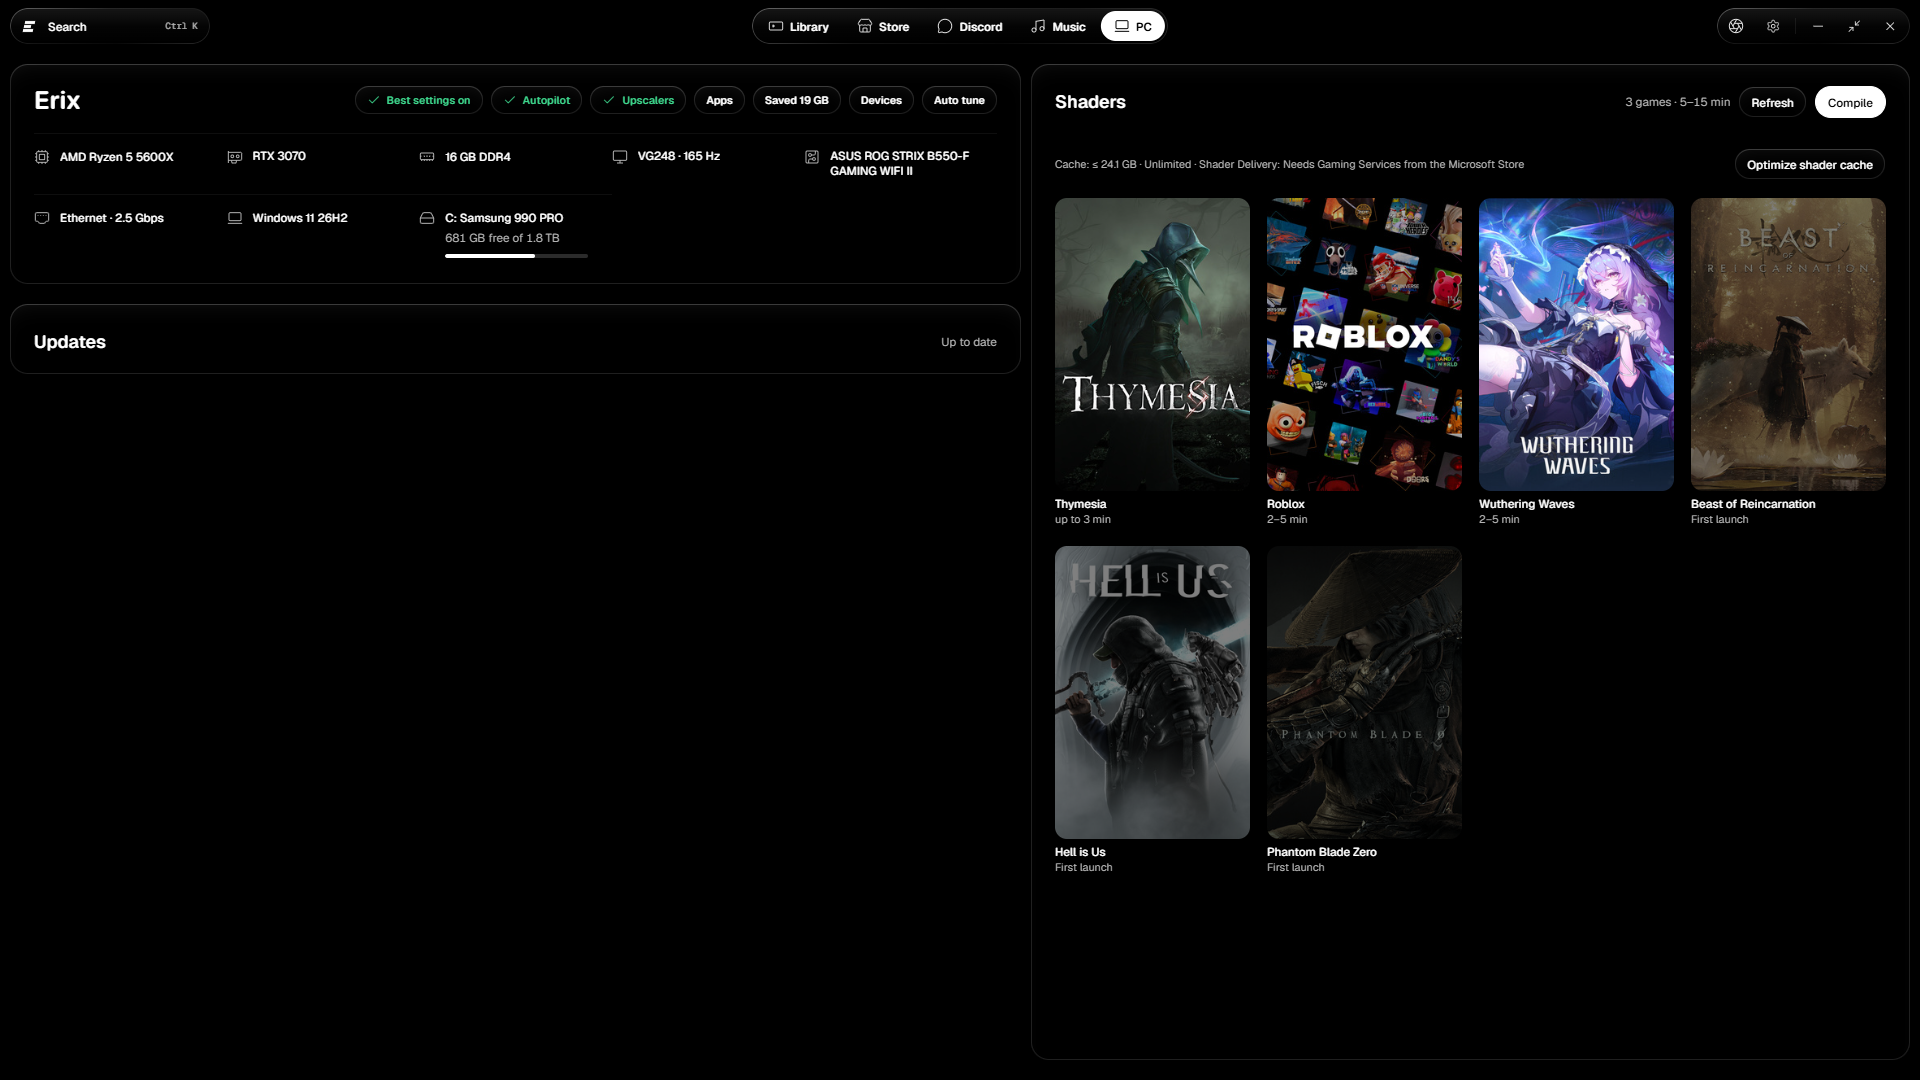 Search
Ctrl K
Library
Store
Discord
Music
PC
Erix
Best settings on
Autopilot
Upscalers
Apps
Saved 19 GB
Devices
Auto tune
AMD Ryzen 5 5600X
RTX 3070
16 GB DDR4
VG248 · 165 Hz
ASUS ROG STRIX B550-F
GAMING WIFI II
Ethernet · 2.5 Gbps
Windows 11 26H2
C: Samsung 990 PRO
681 GB free of 1.8 TB
Updates
Up to date
Shaders
3 games · 5–15 min
Refresh
Compile
Cache: ≤ 24.1 GB · Unlimited · Shader Delivery: Needs Gaming Services from the Microsoft Store
Optimize shader cache
THYMESIA
ROBLOX
WUTHERING
WAVES
BEAST
OF
REINCARNATION
Thymesia
up to 3 min
Roblox
2–5 min
Wuthering Waves
2–5 min
Beast of Reincarnation
First launch
HELL IS US
PHANTOM BLADE 0
Hell is Us
First launch
Phantom Blade Zero
First launch